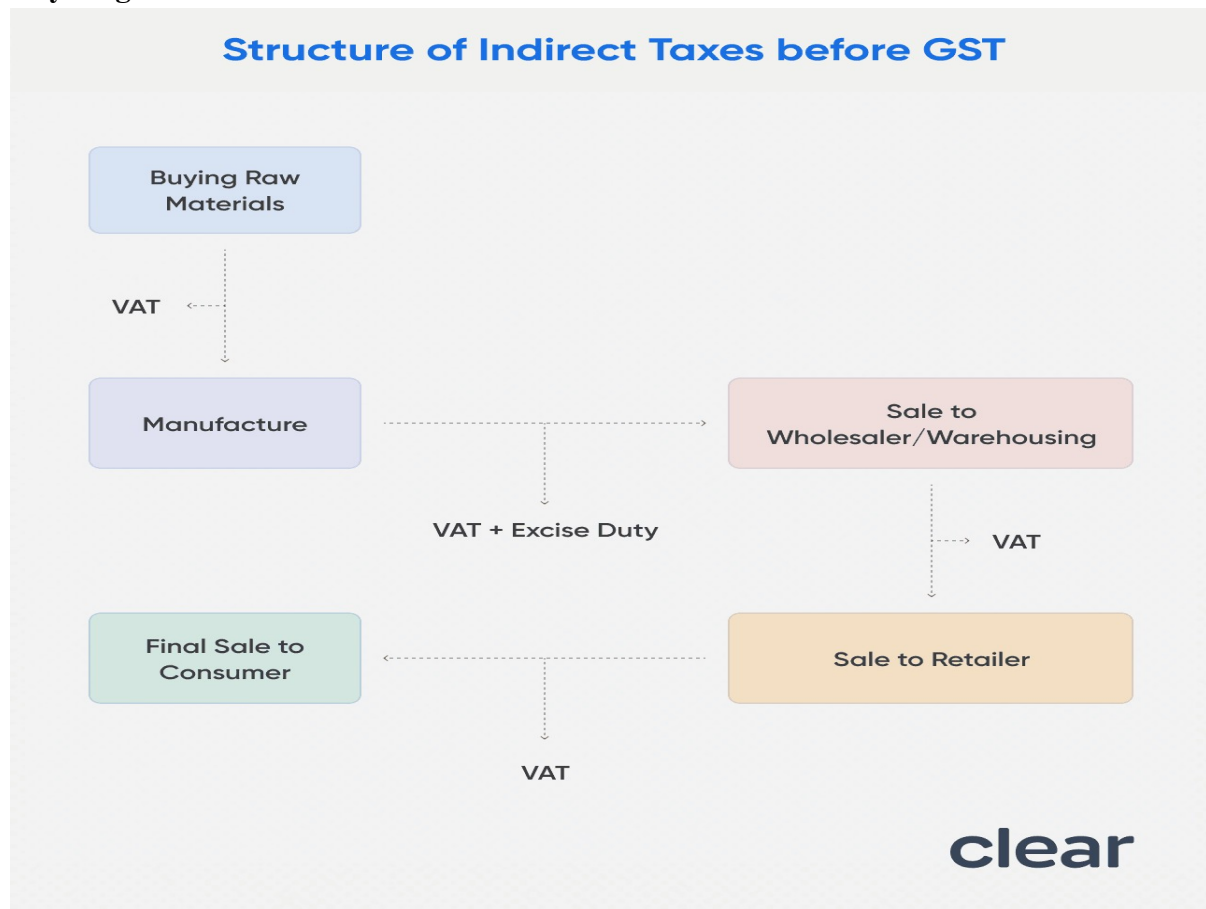 Structure of Indirect Taxes before GST
Buying Raw
Materials
VAT
Manufacture
Sale to
Wholesaler/Warehousing
VAT + Excise Duty
VAT
Final Sale to
Consumer
Sale to Retailer
VAT
clear